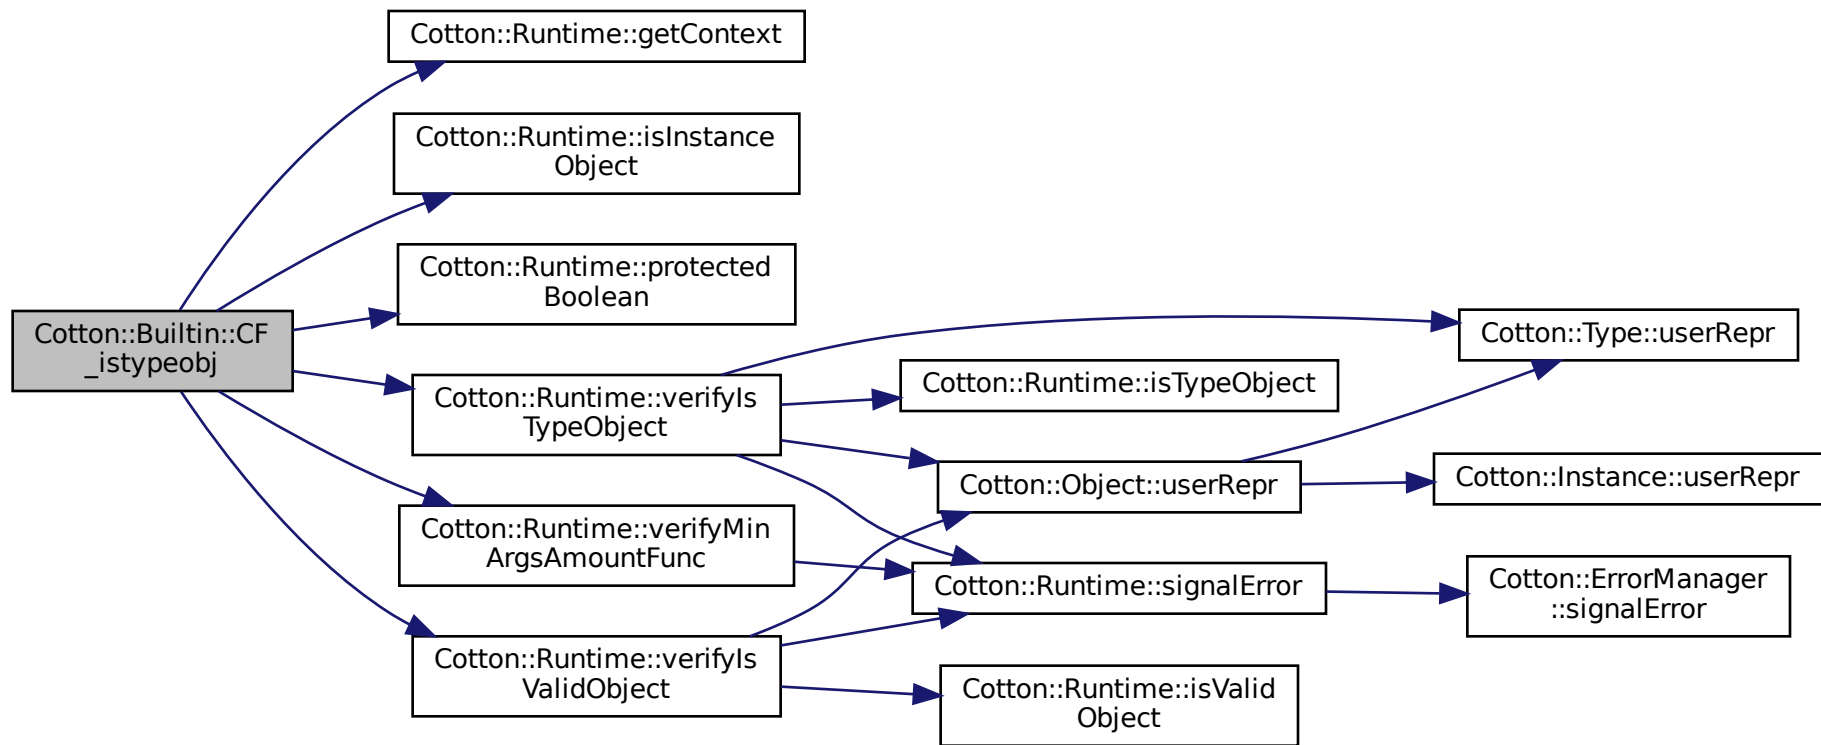 Cotton::Runtime::getContext
Cotton::Runtime::isInstance
Object
Cotton::Runtime::protected
Boolean
Cotton::Builtin::CF
_istypeobj
Cotton::Runtime::verifyIs
TypeObject
Cotton::Runtime::verifyMin
ArgsAmountFunc
Cotton::Runtime::verifyIs
ValidObject
Cotton::Type::userRepr
Cotton::Runtime::isTypeObject
Cotton::Object::userRepr
Cotton::Instance::userRepr
Cotton::Runtime::signalError
Cotton::ErrorManager
::signalError
Cotton::Runtime::isValid
Object